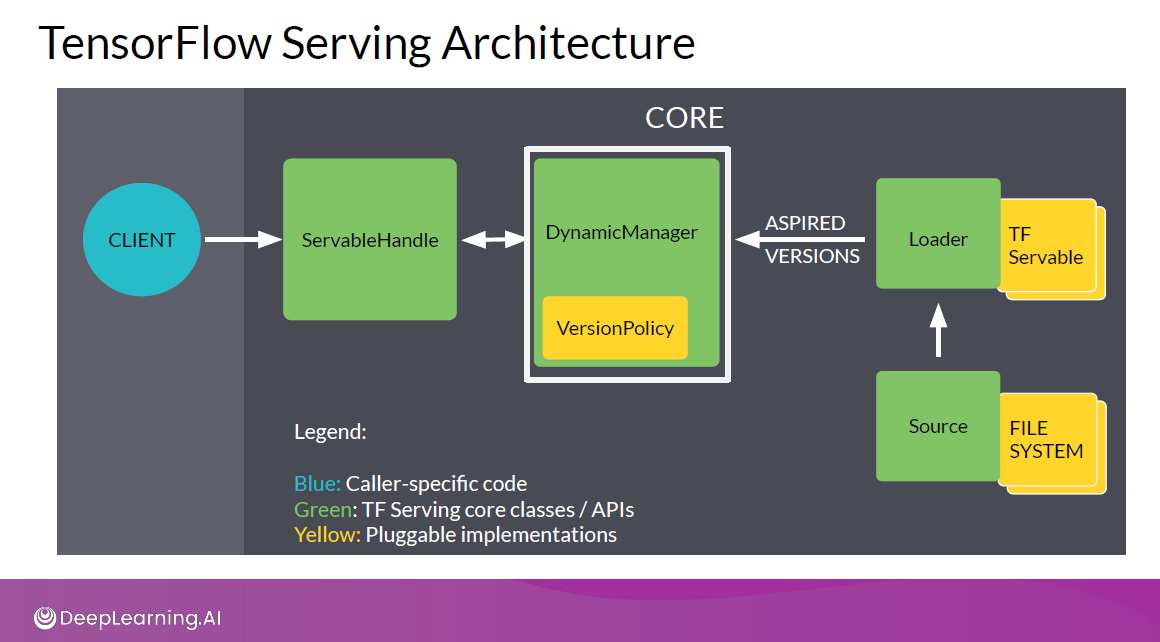 TensorFlow Serving Architecture
CORE
CLIENT
ServableHandle
DynamicManager
VersionPolicy
ASPIRED
VERSIONS
Loader
TF
Servable
Source
FILE
SYSTEM
Legend:
Blue: Caller-specific code
Green: TF Serving core classes / APIs
Yellow: Pluggable implementations
DeepLearning.AI